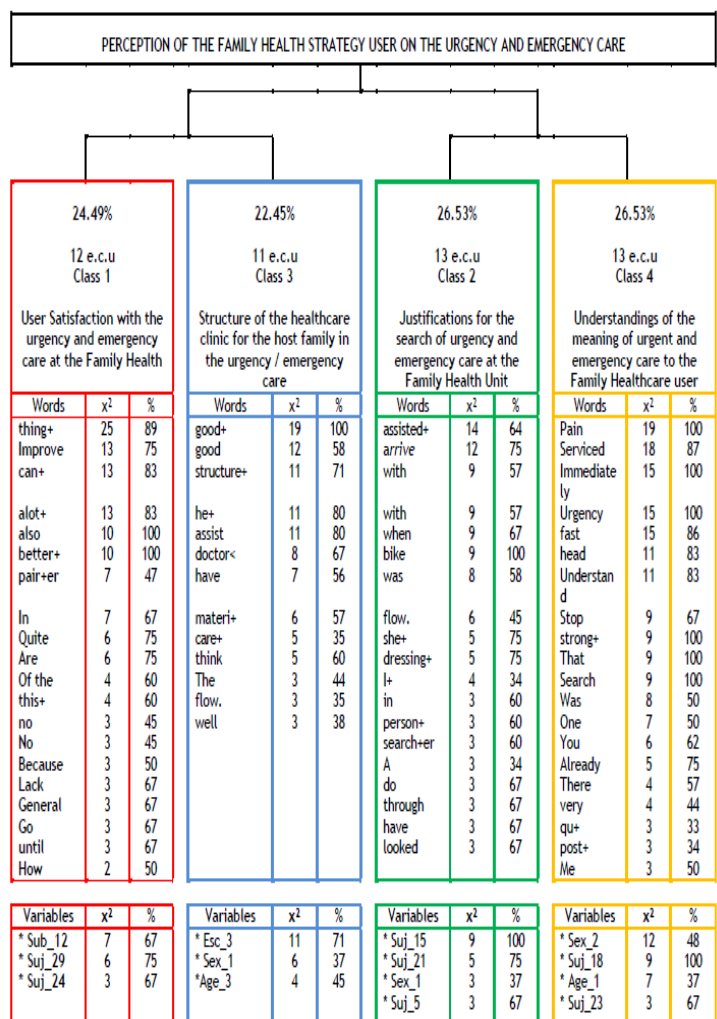 PERCEPTION OF THE FAMILY HEALTH STRATEGY USER ON THE URGENCY AND EMERGENCY CARE
24.49%
12 e.c.u
Class 1
User Satisfaction with the
urgency and emergency
care at the Family Health
Words x² %
thing+ 25 89
Improve 13 75
can+ 13 83
alot+ 13 83
also 10 100
better+ 10 100
pair+er 7 47
In 7 67
Quite 6 75
Are 6 75
Of the 4 60
this+ 4 60
no 3 45
No 3 45
Because 3 50
Lack 3 67
General 3 67
Go 3 67
until 3 67
How 2 50
Variables x² %
* Sub_12 7 67
* Suj_29 6 75
* Suj_24 3 67
22.45%
11 e.c.u
Class 3
Structure of the healthcare
clinic for the host family in
the urgency / emergency
care
Words x² %
good+ 19 100
good 12 58
structure+ 11 71
he+ 11 80
assist 11 80
doctor< 8 67
have 7 56
materi+ 6 57
care+ 5 35
think 5 60
The 3 44
flow. 3 35
well 3 38
Variables x² %
* Esc_3 11 71
* Sex_1 6 37
*Age_3 4 45
26.53%
13 e.c.u
Class 2
Justifications for the
search of urgency and
emergency care at the
Family Health Unit
Words x² %
assisted+ 14 64
arrive 12 75
with 9 57
with 9 57
when 9 67
bike 9 100
was 8 58
flow. 6 45
she+ 5 75
dressing+ 5 75
I+ 4 34
in 3 60
person+ 3 60
search+er 3 60
A 3 34
do 3 67
through 3 67
have 3 67
looked 3 67
Variables x² %
* Suj_15 9 100
* Suj_21 5 75
* Sex_1 3 37
* Suj_5 3 67
26.53%
13 e.c.u
Class 4
Understandings of the
meaning of urgent and
emergency care to the
Family Healthcare user
Words x² %
Pain 19 100
Serviced 18 87
Immediate 15 100
ly
Urgency 15 100
fast 15 86
head 11 83
Understan 11 83
d
Stop 9 67
strong+ 9 100
That 9 100
Search 9 100
Was 8 50
One 7 50
You 6 62
Already 5 75
There 4 57
very 4 44
qu+ 3 33
post+ 3 34
Me 3 50
Variables x² %
* Sex_2 12 48
* Suj_18 9 100
* Age_1 7 37
* Suj_23 3 67